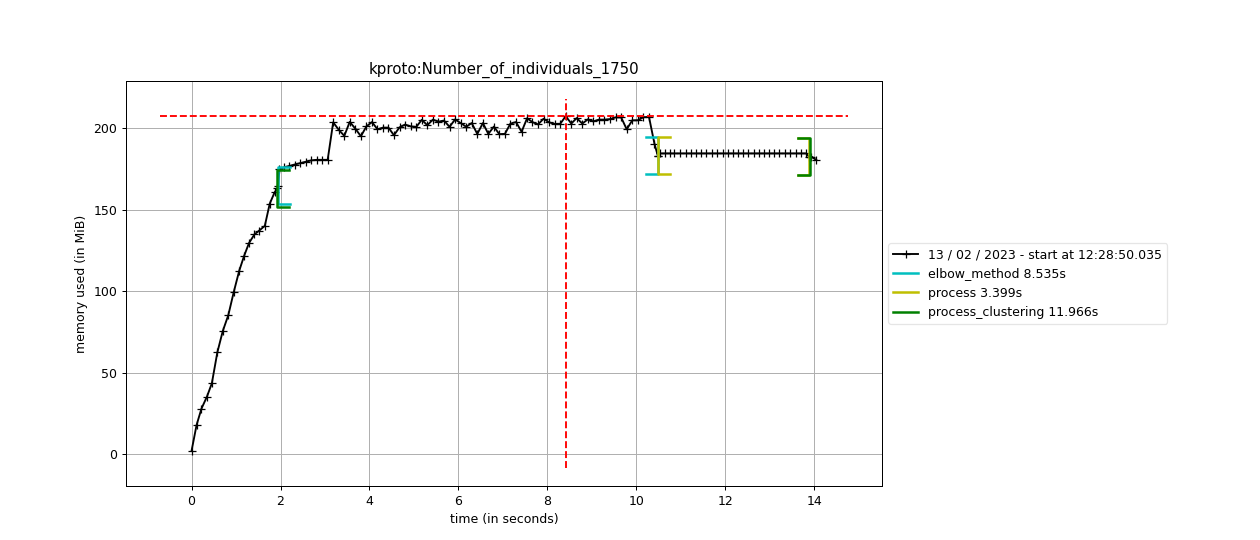 kproto:Number_of_individuals_1750
memory used (in MiB)
200
150
100
50
0
0 2 4 6 8 10 12 14
time (in seconds)
13 / 02 / 2023 - start at 12:28:50.035
elbow_method 8.535s
process 3.399s
process_clustering 11.966s